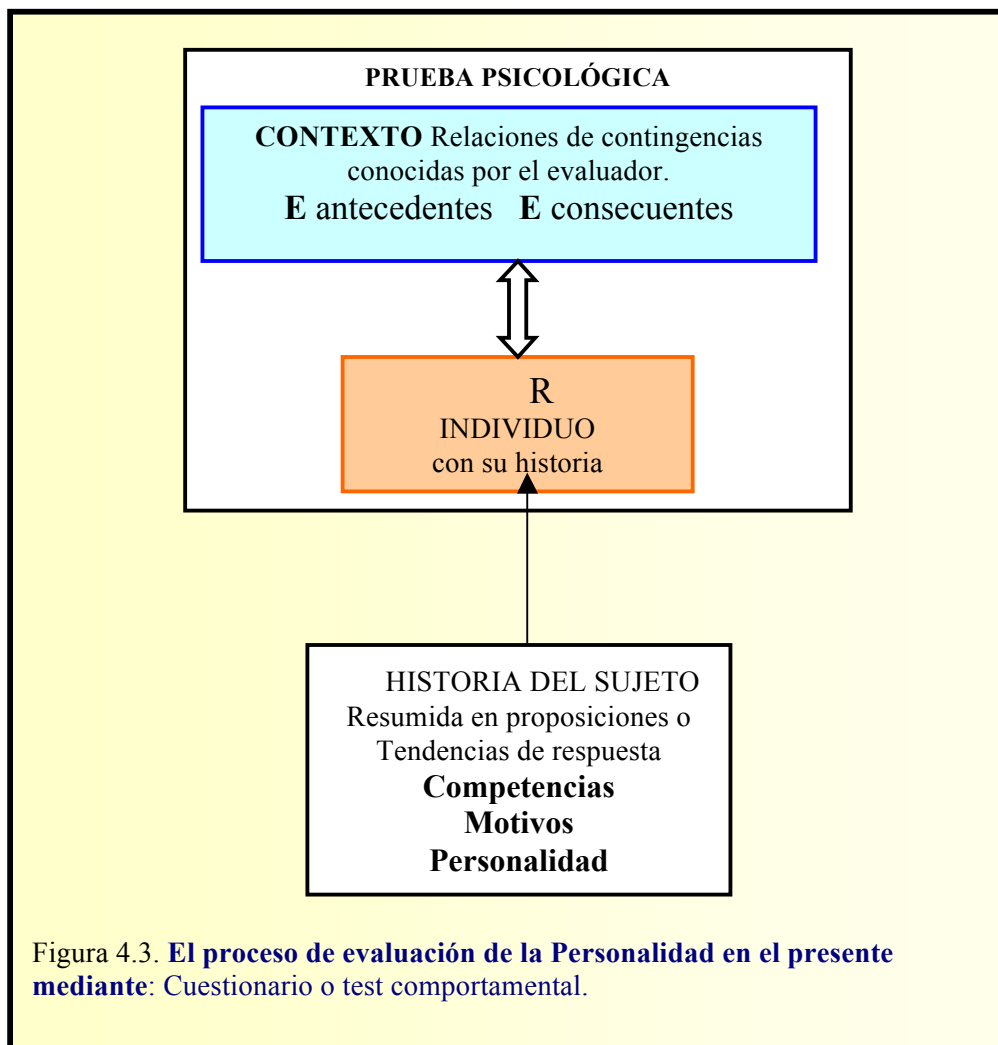 PRUEBA PSICOLÓGICA
CONTEXTO Relaciones de contingencias
conocidas por el evaluador.
E antecedentes E consecuentes
R
INDIVIDUO
con su historia
HISTORIA DEL SUJETO
Resumida en proposiciones o
Tendencias de respuesta
Competencias
Motivos
Personalidad
Figura 4.3. El proceso de evaluación de la Personalidad en el presente
mediante: Cuestionario o test comportamental.